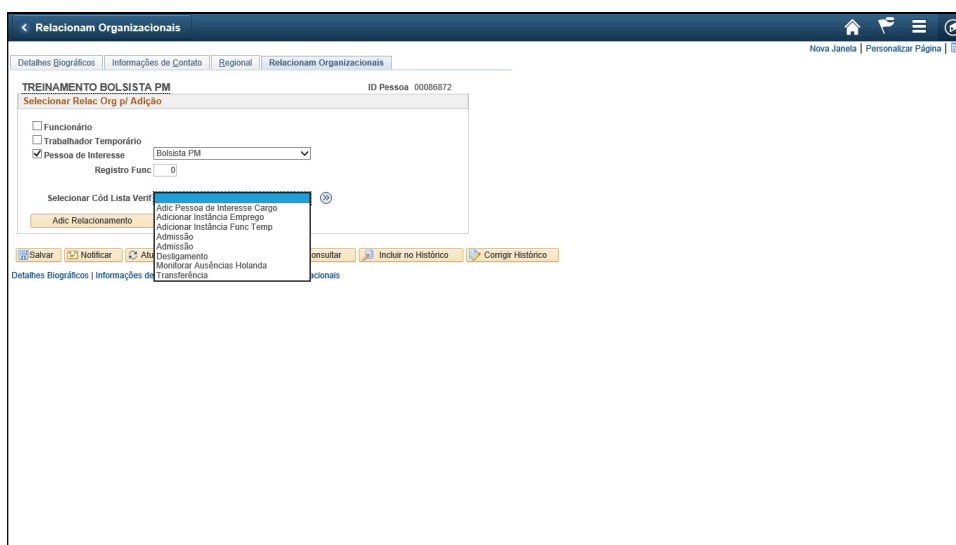 Relacionam Organizacionais
Nova Janela | Personalizar Página |
Detalhes Biográficos Informações de Contato Regional Relacionam Organizacionais
TREINAMENTO BOLSISTA PM ID Pessoa 00086872
Selecionar Relac Org p/ Adição
Funcionário
Trabalhador Temporário
Pessoa de Interesse Bolsista PM
Registro Func 0
Selecionar Cód Lista Verif
Adic Pessoa de Interesse Cargo
Adicionar Instância Emprego
Adic Relacionamento
Adicionar Instância Func Temp
Admissão
Admissão
Desligamento
Monitorar Ausências Holanda
Transferência
Salvar Notificar Atu onsultar Incluir no Histórico Corrigir Histórico
Detalhes Biográficos | Informações de acionais